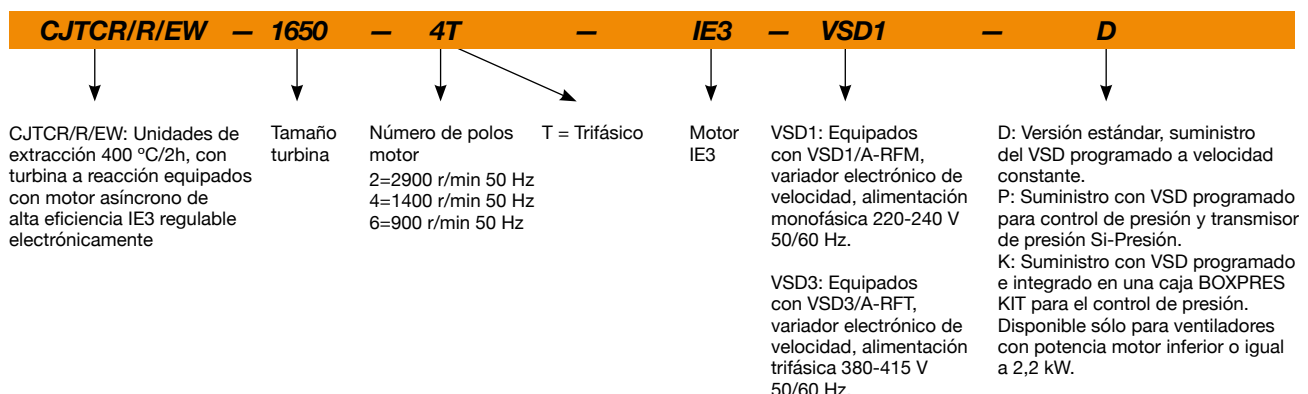 CJTCR/R/EW — 1650 — 4T — IE3 — VSD1 — D
CJTCR/R/EW: Unidades de
extracción 400 ºC/2h, con
turbina a reacción equipados
con motor asíncrono de
alta eficiencia IE3 regulable
electrónicamente
Tamaño
turbina
Número de polos
motor
2=2900 r/min 50 Hz
4=1400 r/min 50 Hz
6=900 r/min 50 Hz
T = Trifásico
Motor
IE3
VSD1: Equipados
con VSD1/A-RFM,
variador electrónico de
velocidad, alimentación
monofásica 220-240 V
50/60 Hz.
VSD3: Equipados
con VSD3/A-RFT,
variador electrónico de
velocidad, alimentación
trifásica 380-415 V
50/60 Hz
D: Versión estándar, suministro
del VSD programado a velocidad
constante.
P: Suministro con VSD programado
para control de presión y transmisor
de presión Si-Presión.
K: Suministro con VSD programado
e integrado en una caja BOXPRES
KIT para el control de presión.
Disponible sólo para ventiladores
con potencia motor inferior o igual
a 2,2 kW.